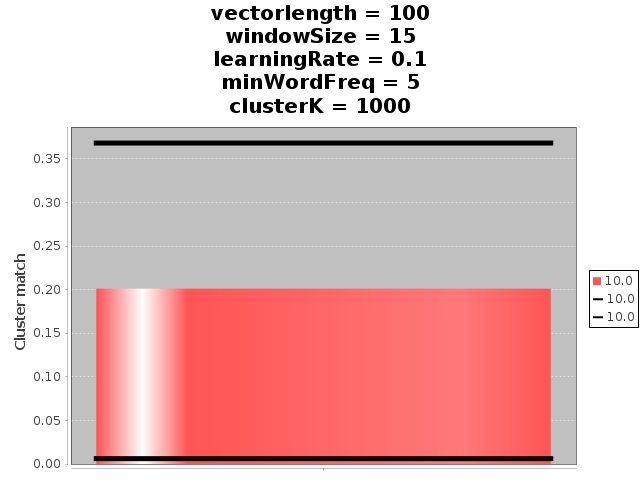 vectorlength = 100
windowSize = 15
learningRate = 0.1
minWordFreq = 5
clusterK = 1000
Cluster match
0.35
0.30
0.25
0.20
0.15
0.10
0.05
0.00
10.0
10.0
10.0